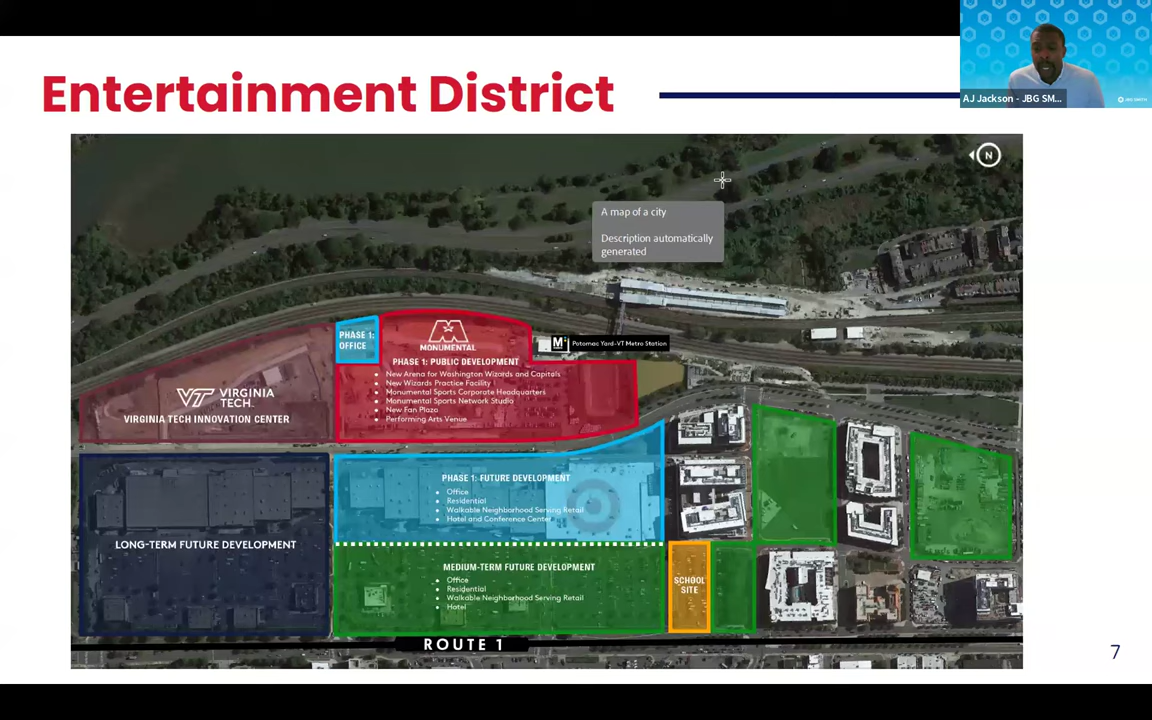 Entertainment District
AJ Jackson - JBG SM...
JBG SMITH
N
A map of a city
Description automatically
generated
PHASE 1:
OFFICE
MONUMENTAL
M
Potomac Yard-VT Metro Station
PHASE 1: PUBLIC DEVELOPMENT
• New Arena for Washington Wizards and Capitals
• New Wizards Practice Facility
• Monumental Sports Corporate Headquarters
• Monumental Sports Network Studio
• New Fan Plaza
• Performing Arts Venue
VT VIRGINIA
TECH.
VIRGINIA TECH INNOVATION CENTER
PHASE 1: FUTURE DEVELOPMENT
• Office
• Residential
• Walkable Neighborhood Serving Retail
• Hotel and Conference Center
LONG-TERM FUTURE DEVELOPMENT
MEDIUM-TERM FUTURE DEVELOPMENT
• Office
• Residential
• Walkable Neighborhood Serving Retail
• Hotel
SCHOOL
SITE
ROUTE 1
7